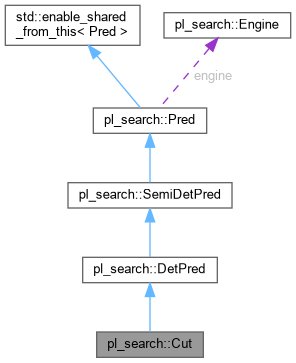 std::enable_shared
_from_this< Pred >
pl_search::Engine
engine
pl_search::Pred
pl_search::SemiDetPred
pl_search::DetPred
pl_search::Cut